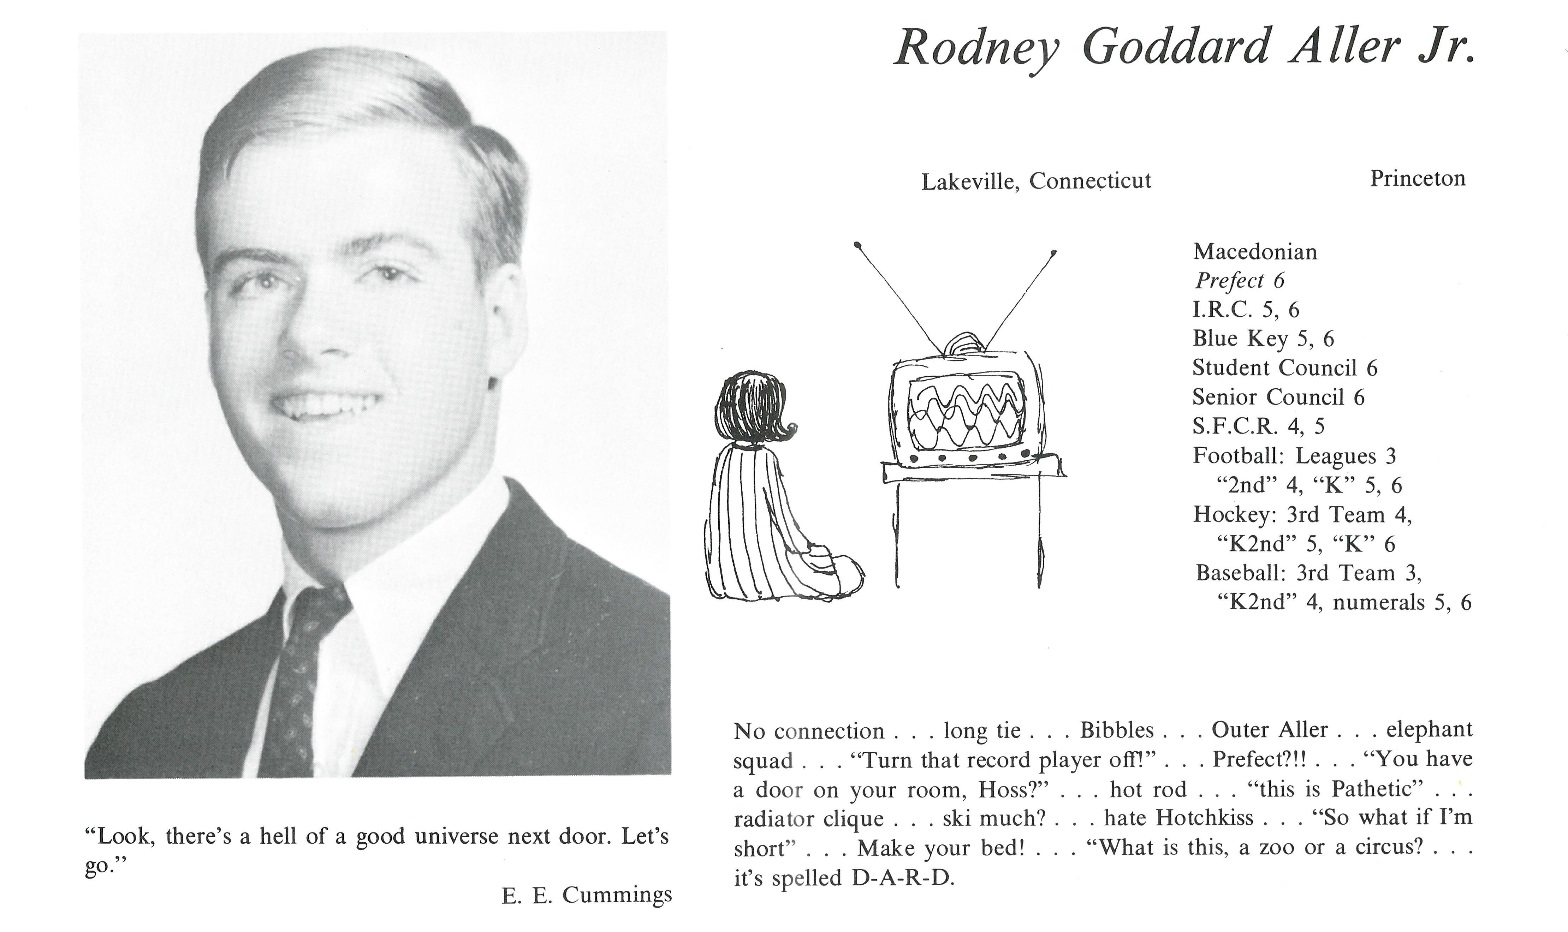 Rodney Goddard Aller Jr.
Lakeville, Connecticut
Princeton
Macedonian
Prefect 6
I.R.C. 5, 6
Blue Key 5, 6
Student Council 6
Senior Council 6
S.F.C.R. 4, 5
Football: Leagues 3
“2nd” 4, “K” 5, 6
Hockey: 3rd Team 4,
“K2nd” 5, “K” 6
Baseball: 3rd Team 3,
“K2nd” 4, numerals 5, 6
No connection . . . long tie . . . Bibbles . . . Outer Aller . . . elephant
squad . . . “Turn that record player off!” . . . Prefect?!! . . . “You have
a door on your room, Hoss?” . . . hot rod . . . “this is Pathetic” . . .
radiator clique . . . ski much? . . . hate Hotchkiss . . . “So what if I’m
short” . . . Make your bed! . . . “What is this, a zoo or a circus? . . .
it’s spelled D-A-R-D.
“Look, there’s a hell of a good universe next door. Let’s
go.”
E. E. Cummings